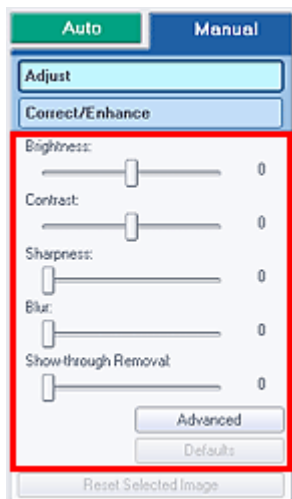 Auto Manual
Adjust
Correct/Enhance
Brightness:
0
Contrast:
0
Sharpness:
0
Blur:
0
Show-through Removal:
0
Advanced
Defaults
Reset Selected Image